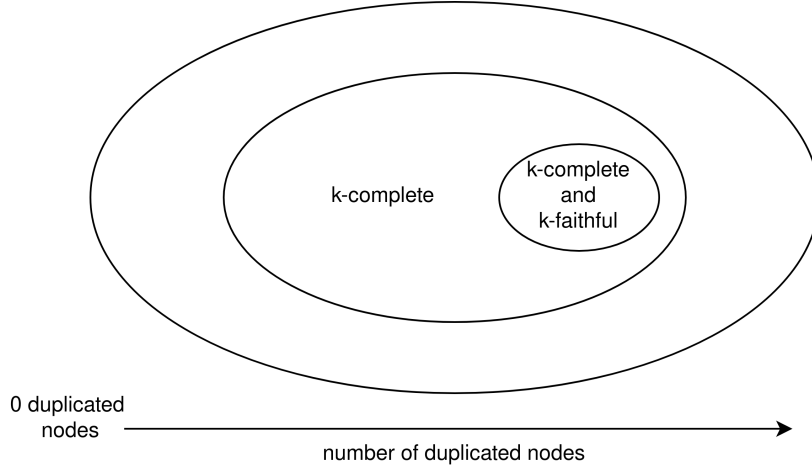 k-complete
k-complete
and
k-faithful
0 duplicated
nodes
number of duplicated nodes